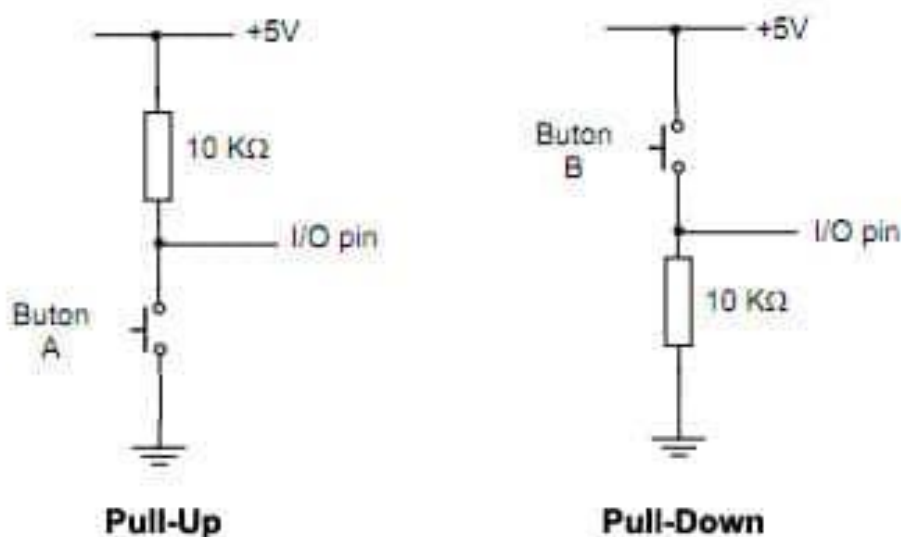 +5V
10 KΩ
I/O pin
Buton
A
Pull-Up
+5V
Buton
B
I/O pin
10 KΩ
Pull-Down